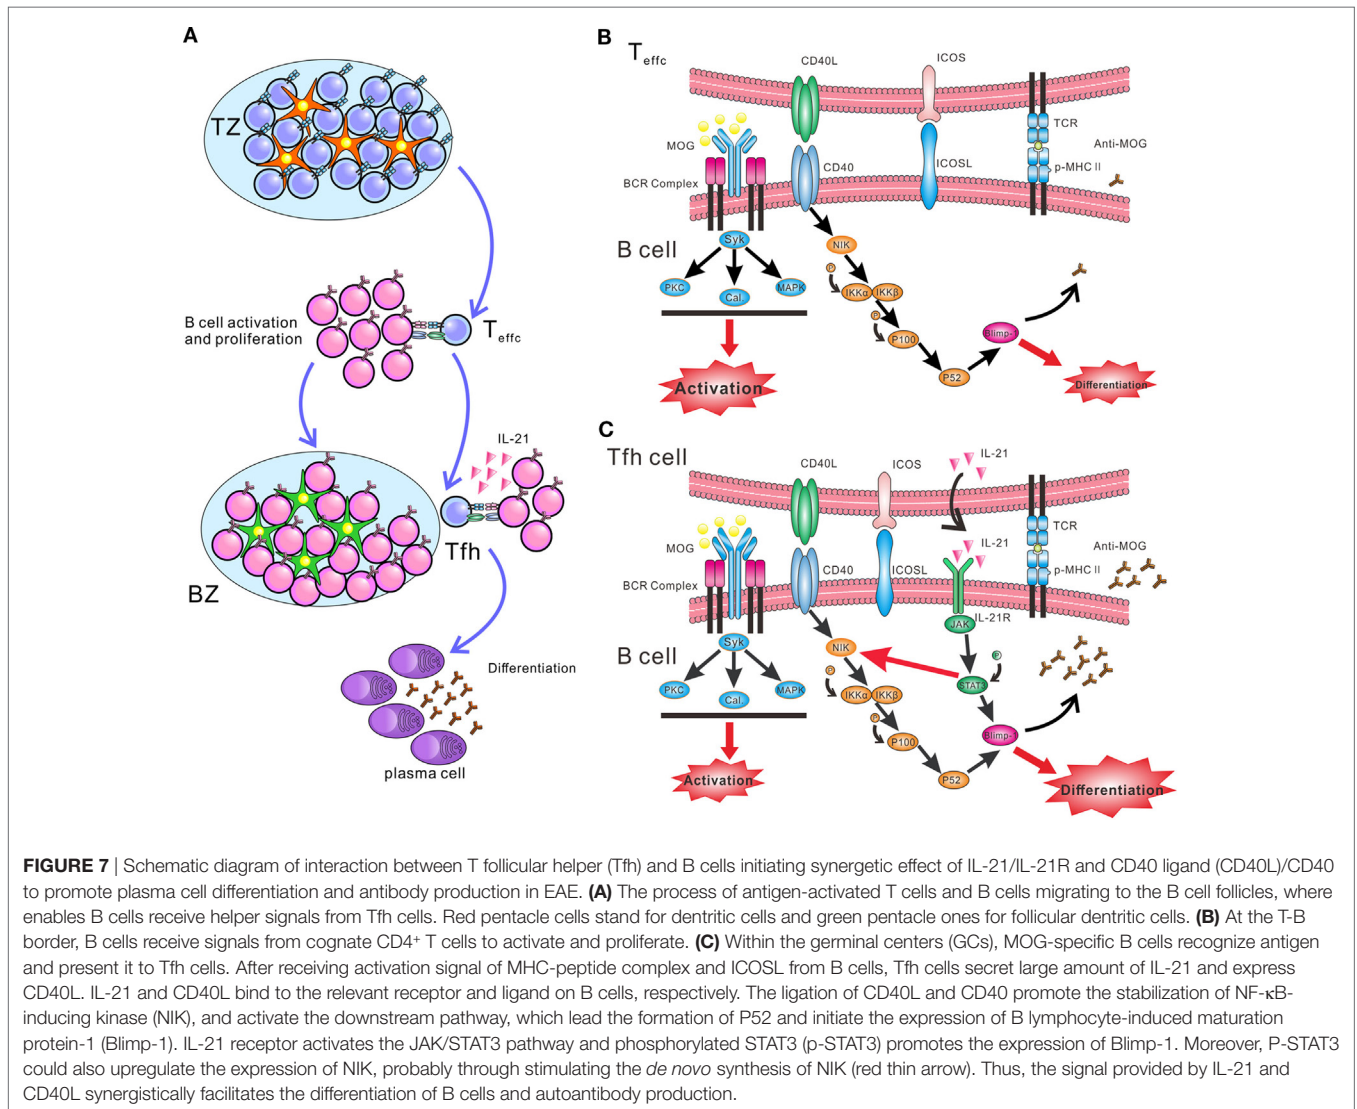 A
TZ
B cell activation
and proliferation
T effc
IL-21
Tfh
BZ
Differentiation
plasma cell
B
T effc
CD40L
ICOS
MOG
TCR
Anti-MOG
p-MHC II
BCR Complex
CD40
ICOSL
B cell
Syk
NIK
PKC
Cal.
MAPK
P
IKKα
IKKβ
P
P100
Blimp-1
P52
Activation
Differentiation
C
Tfh cell
CD40L
ICOS
IL-21
TCR
MOG
IL-21
Anti-MOG
p-MHC II
BCR Complex
CD40
ICOSL
IL-21R
JAK
B cell
Syk
NIK
P
STAT3
PKC
Cal.
MAPK
P
IKKα
IKKβ
P
P100
Blimp-1
P52
Activation
Differentiation
FIGURE 7 | Schematic diagram of interaction between T follicular helper (Tfh) and B cells initiating synergetic effect of IL-21/IL-21R and CD40 ligand (CD40L)/CD40
to promote plasma cell differentiation and antibody production in EAE. (A) The process of antigen-activated T cells and B cells migrating to the B cell follicles, where
enables B cells receive helper signals from Tfh cells. Red pentacle cells stand for dentritic cells and green pentacle ones for follicular dentritic cells. (B) At the T-B
border, B cells receive signals from cognate CD4⁺ T cells to activate and proliferate. (C) Within the germinal centers (GCs), MOG-specific B cells recognize antigen
and present it to Tfh cells. After receiving activation signal of MHC-peptide complex and ICOSL from B cells, Tfh cells secret large amount of IL-21 and express
CD40L. IL-21 and CD40L bind to the relevant receptor and ligand on B cells, respectively. The ligation of CD40L and CD40 promote the stabilization of NF-κB-
inducing kinase (NIK), and activate the downstream pathway, which lead the formation of P52 and initiate the expression of B lymphocyte-induced maturation
protein-1 (Blimp-1). IL-21 receptor activates the JAK/STAT3 pathway and phosphorylated STAT3 (p-STAT3) promotes the expression of Blimp-1. Moreover, P-STAT3
could also upregulate the expression of NIK, probably through stimulating the de novo synthesis of NIK (red thin arrow). Thus, the signal provided by IL-21 and
CD40L synergistically facilitates the differentiation of B cells and autoantibody production.